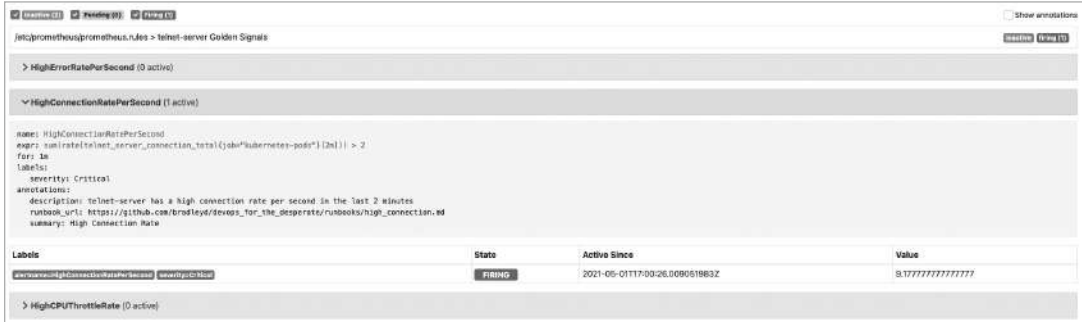 Inactive (2) Pending (0) Firing (1) Show annotations
/etc/prometheus/prometheus.rules > telnet-server Golden Signals inactive firing (1)
> HighErrorRatePerSecond (0 active)
HighConnectionRatePerSecond (1 active)
name: HighConnectionRatePerSecond
expr: sum(rate(telnet_server_connection_total{job="kubernetes-pods"}[2m])) > 2
for: 1m
labels:
severity: Critical
annotations:
description: telnet-server has a high connection rate per second in the last 2 minutes
runbook_url: https://github.com/bradleyd/devops_for_the_desperate/runbooks/high_connection.md
summary: High Connection Rate
Labels State Active Since Value
alertname=HighConnectionRatePerSecond severity=Critical FIRING 2021-05-01T17:00:26.009051983Z 9.177777777777777
> HighCPUThrottleRate (0 active)